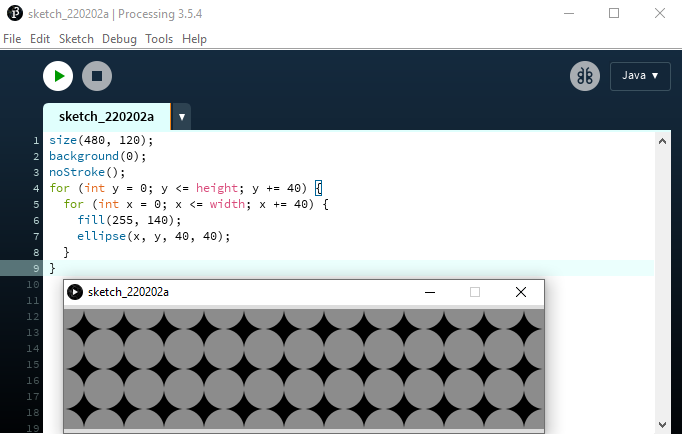 sketch_220202a | Processing 3.5.4
File Edit Sketch Debug Tools Help
Java ▾
sketch_220202a ▾
1 size(480, 120);
2 background(0);
3 noStroke();
4 for (int y = 0; y <= height; y += 40) {
5   for (int x = 0; x <= width; x += 40) {
6     fill(255, 140);
7     ellipse(x, y, 40, 40);
8   }
9 }
10
11
12
13
14
15
16
17
18
19
sketch_220202a